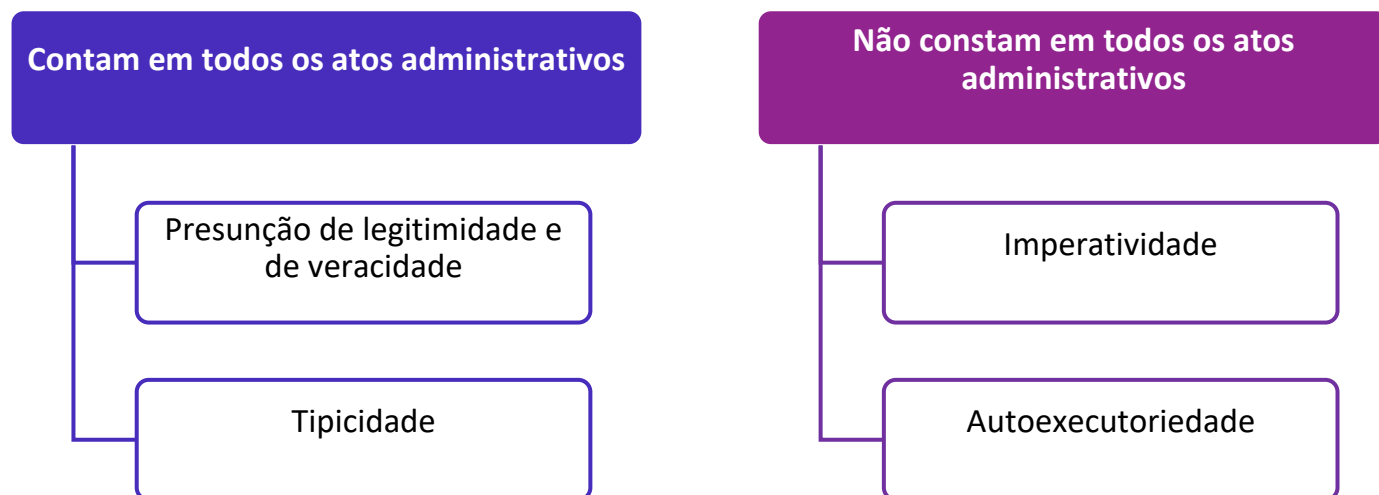 Contam em todos os atos administrativos
Presunção de legitimidade e
de veracidade
Tipicidade
Não constam em todos os atos
administrativos
Imperatividade
Autoexecutoriedade